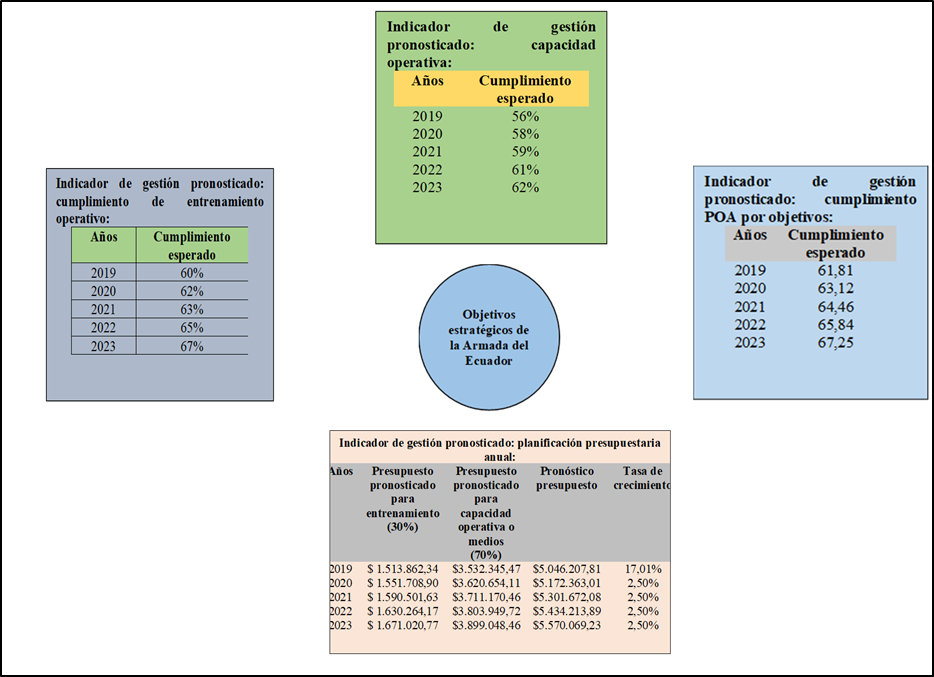 Indicador de gestión
pronosticado: capacidad
operativa:
Años Cumplimiento
esperado
2019 56%
2020 58%
2021 59%
2022 61%
2023 62%
Indicador de gestión pronosticado:
cumplimiento de entrenamiento
operativo:
Años Cumplimiento
esperado
2019 60%
2020 62%
2021 63%
2022 65%
2023 67%
Objetivos
estratégicos de
la Armada del
Ecuador
Indicador de gestión
pronosticado: cumplimiento
POA por objetivos:
Años Cumplimiento
esperado
2019 61,81
2020 63,12
2021 64,46
2022 65,84
2023 67,25
Indicador de gestión pronosticado: planificación presupuestaria
anual:
Años Presupuesto Presupuesto Pronóstico Tasa de
pronosticado pronosticado presupuesto crecimiento
para para
entrenamiento capacidad
(30%) operativa o
medios
(70%)
2019 $ 1.513.862,34 $3.532.345,47 $5.046.207,81 17,01%
2020 $ 1.551.708,90 $3.620.654,11 $5.172.363,01 2,50%
2021 $ 1.590.501,63 $3.711.170,46 $5.301.672,08 2,50%
2022 $ 1.630.264,17 $3.803.949,72 $5.434.213,89 2,50%
2023 $ 1.671.020,77 $3.899.048,46 $5.570.069,23 2,50%